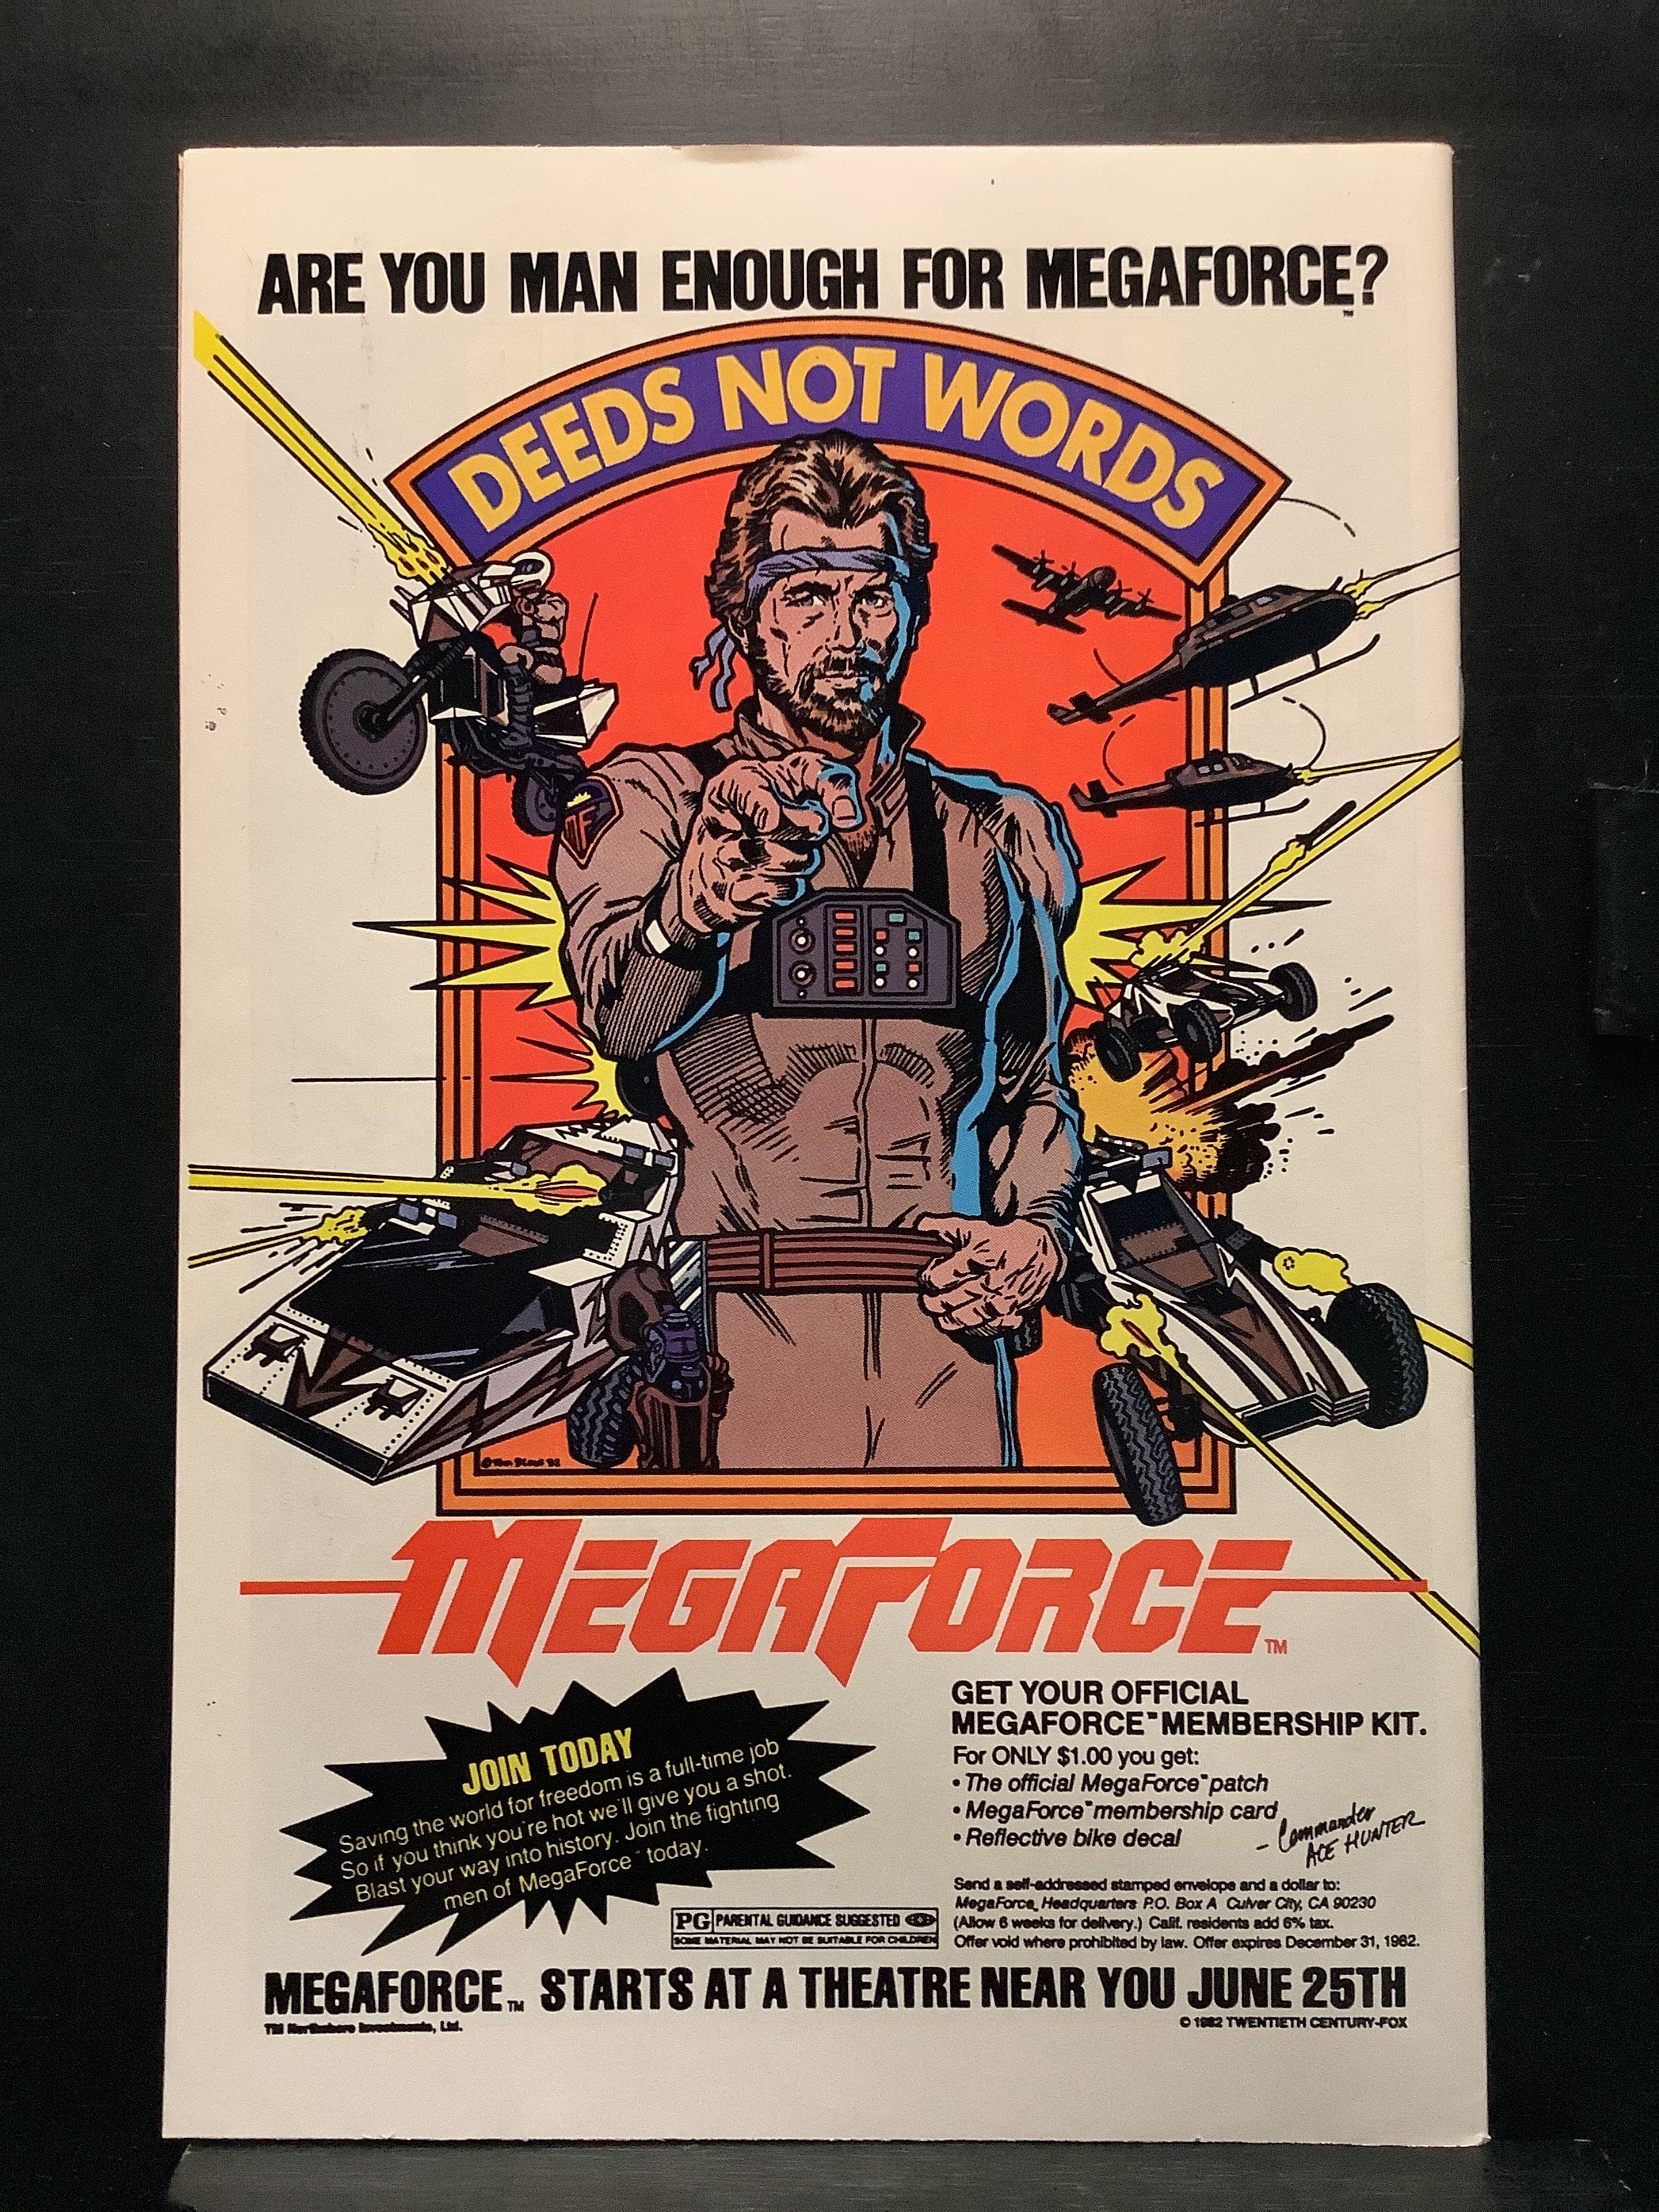 ARE YOU MAN ENOUGH FOR MEGAFORCE?™
DEEDS NOT WORDS
MEGAFORCE™
JOIN TODAY
Saving the world for freedom is a full-time job
So if you think you're hot we'll give you a shot.
Blast your way into history. Join the fighting
men of MegaForce™ today.
GET YOUR OFFICIAL
MEGAFORCE™ MEMBERSHIP KIT.
For ONLY $1.00 you get:
• The official MegaForce™ patch
• MegaForce™ membership card
• Reflective bike decal
- Commander
ACE HUNTER
Send a self-addressed stamped envelope and a dollar to:
MegaForce™ Headquarters P.O. Box A Culver City, CA 90230
(Allow 6 weeks for delivery.) Calif. residents add 6% tax.
Offer void where prohibited by law. Offer expires December 31, 1982.
PG PARENTAL GUIDANCE SUGGESTED
SOME MATERIAL MAY NOT BE SUITABLE FOR CHILDREN
MEGAFORCE™ STARTS AT A THEATRE NEAR YOU JUNE 25TH
TM Northshore Investments, Ltd.
© 1982 TWENTIETH CENTURY-FOX